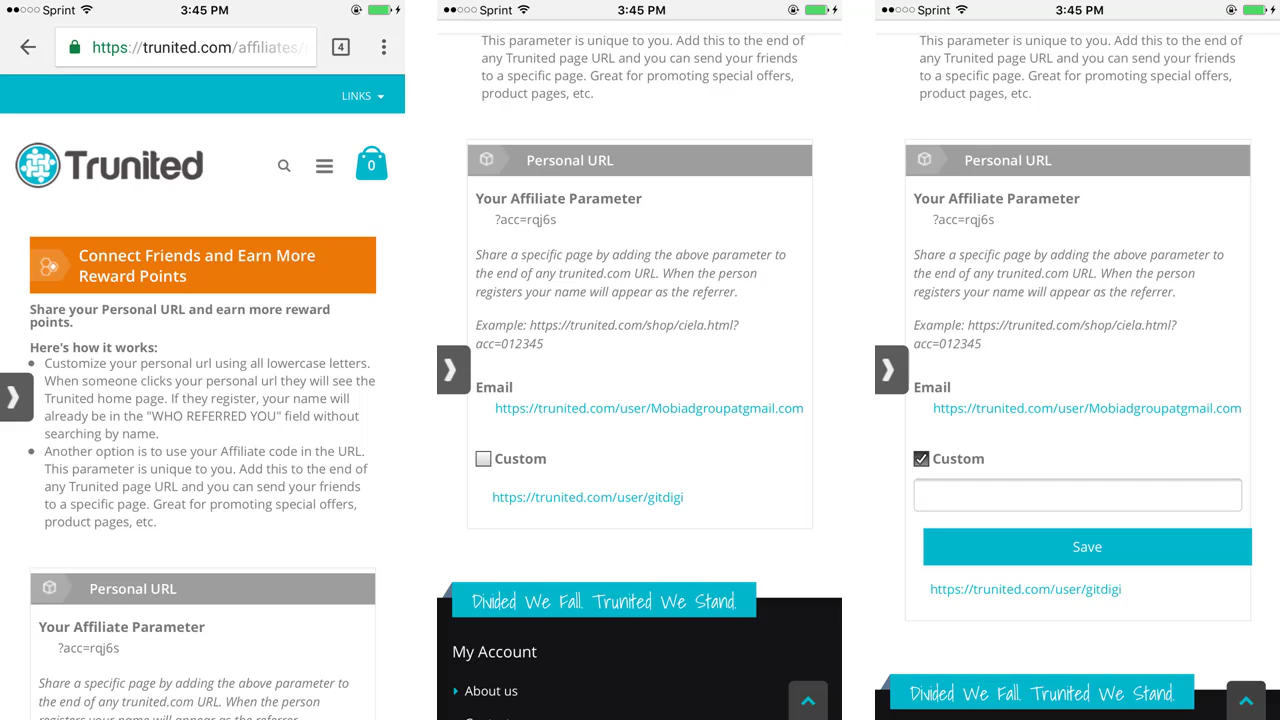 Sprint 3:45 PM
https://trunited.com/affiliates/
4
LINKS
Trunited
0
Connect Friends and Earn More
Reward Points
Share your Personal URL and earn more reward
points.
Here's how it works:
Customize your personal url using all lowercase letters.
When someone clicks your personal url they will see the
Trunited home page. If they register, your name will
already be in the "WHO REFERRED YOU" field without
searching by name.
Another option is to use your Affiliate code in the URL.
This parameter is unique to you. Add this to the end of
any Trunited page URL and you can send your friends
to a specific page. Great for promoting special offers,
product pages, etc.
Personal URL
Your Affiliate Parameter
?acc=rqj6s
Share a specific page by adding the above parameter to
the end of any trunited.com URL. When the person
registers your name will appear as the referrer.
Sprint 3:45 PM
This parameter is unique to you. Add this to the end of
any Trunited page URL and you can send your friends
to a specific page. Great for promoting special offers,
product pages, etc.
Personal URL
Your Affiliate Parameter
?acc=rqj6s
Share a specific page by adding the above parameter to
the end of any trunited.com URL. When the person
registers your name will appear as the referrer.
Example: https://trunited.com/shop/ciela.html?
acc=012345
Email
https://trunited.com/user/Mobiadgroupatgmail.com
Custom
https://trunited.com/user/gitdigi
Divided We Fall. Trunited We Stand.
My Account
About us
Sprint 3:45 PM
This parameter is unique to you. Add this to the end of
any Trunited page URL and you can send your friends
to a specific page. Great for promoting special offers,
product pages, etc.
Personal URL
Your Affiliate Parameter
?acc=rqj6s
Share a specific page by adding the above parameter to
the end of any trunited.com URL. When the person
registers your name will appear as the referrer.
Example: https://trunited.com/shop/ciela.html?
acc=012345
Email
https://trunited.com/user/Mobiadgroupatgmail.com
Custom
Save
https://trunited.com/user/gitdigi
Divided We Fall. Trunited We Stand.